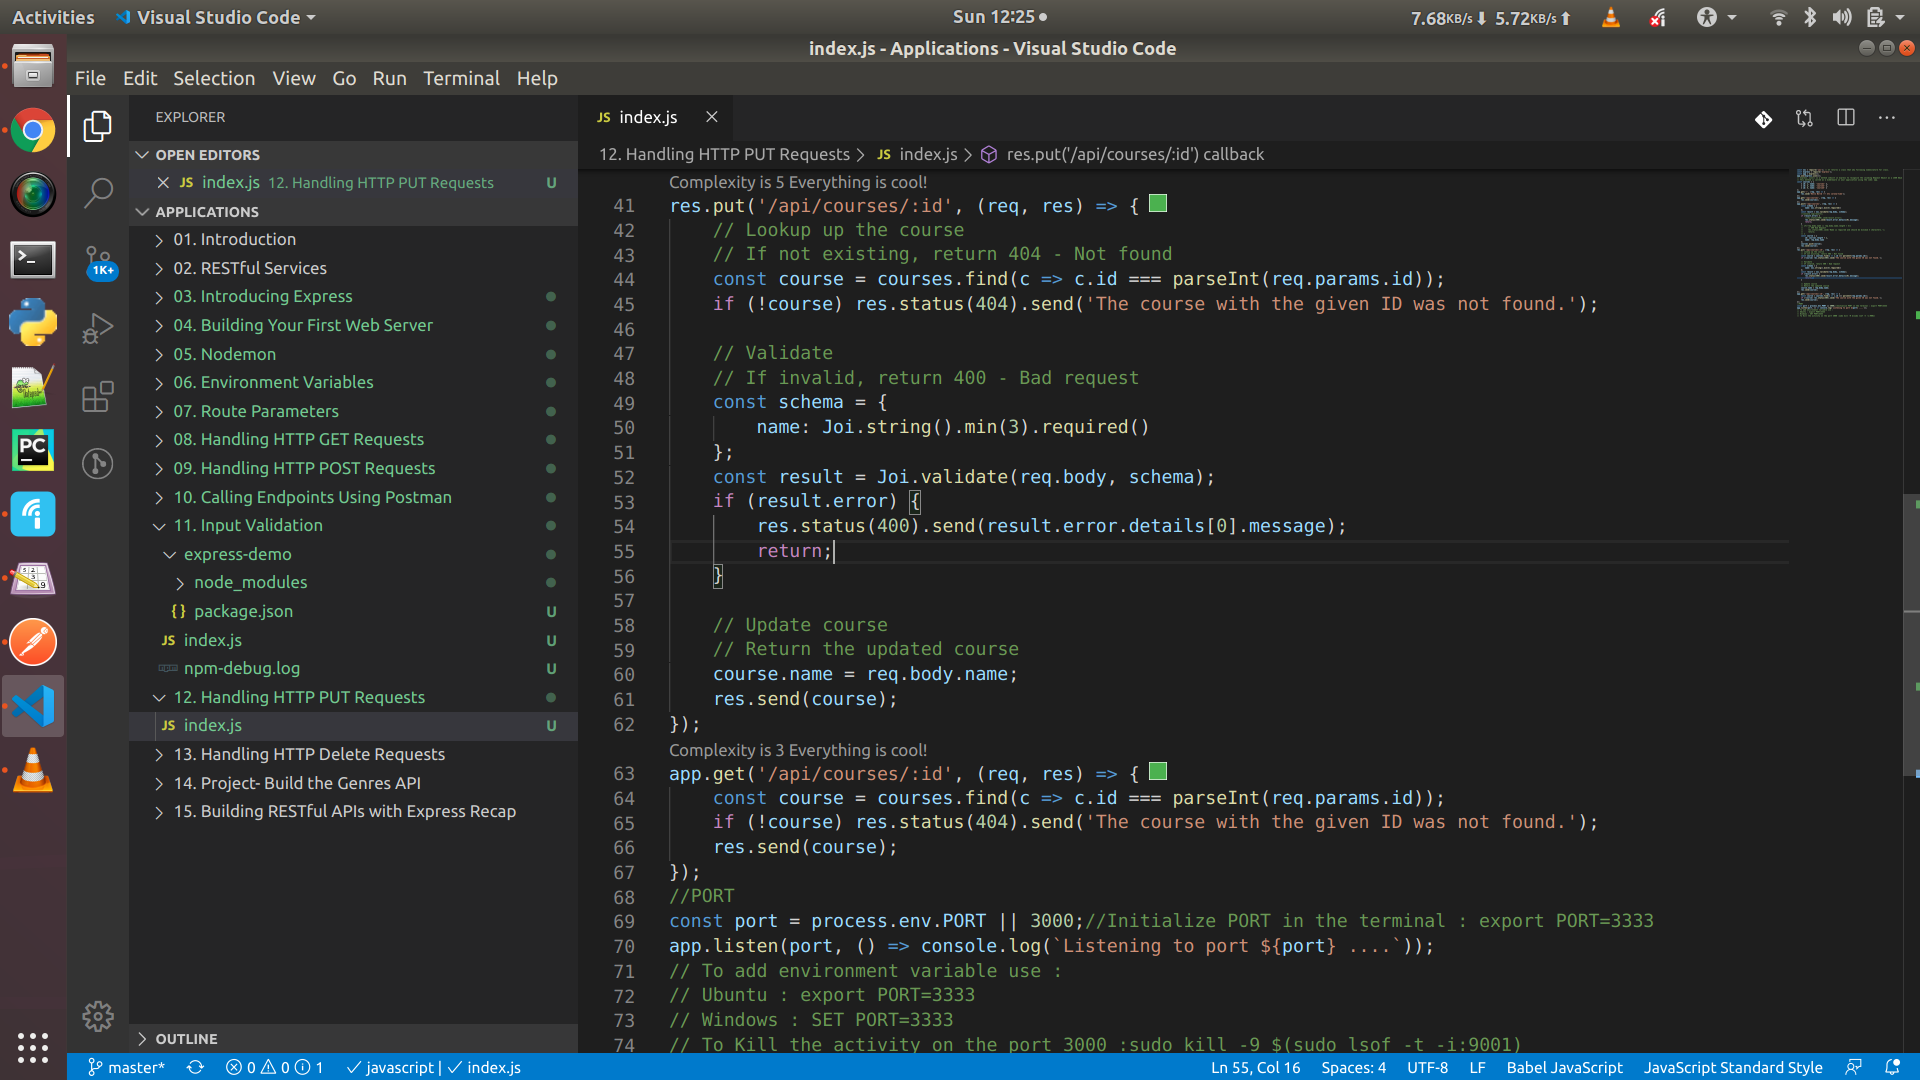 Activities
Visual Studio Code
Sun 12:25
7.68KB/s
5.72KB/s
index.js - Applications - Visual Studio Code
File Edit Selection View Go Run Terminal Help
EXPLORER
OPEN EDITORS
JS index.js 12. Handling HTTP PUT Requests U
APPLICATIONS
01. Introduction
02. RESTful Services
03. Introducing Express
04. Building Your First Web Server
05. Nodemon
06. Environment Variables
07. Route Parameters
08. Handling HTTP GET Requests
09. Handling HTTP POST Requests
10. Calling Endpoints Using Postman
11. Input Validation
express-demo
node_modules
{} package.json U
JS index.js U
npm-debug.log U
12. Handling HTTP PUT Requests
JS index.js U
13. Handling HTTP Delete Requests
14. Project- Build the Genres API
15. Building RESTful APIs with Express Recap
OUTLINE
1K+
PC
JS index.js
12. Handling HTTP PUT Requests > JS index.js > res.put('/api/courses/:id') callback
Complexity is 5 Everything is cool!
41 res.put('/api/courses/:id', (req, res) => {
42 // Lookup up the course
43 // If not existing, return 404 - Not found
44 const course = courses.find(c => c.id === parseInt(req.params.id));
45 if (!course) res.status(404).send('The course with the given ID was not found.');
46
47 // Validate
48 // If invalid, return 400 - Bad request
49 const schema = {
50 name: Joi.string().min(3).required()
51 };
52 const result = Joi.validate(req.body, schema);
53 if (result.error) {
54 res.status(400).send(result.error.details[0].message);
55 return;
56 }
57
58 // Update course
59 // Return the updated course
60 course.name = req.body.name;
61 res.send(course);
62 });
Complexity is 3 Everything is cool!
63 app.get('/api/courses/:id', (req, res) => {
64 const course = courses.find(c => c.id === parseInt(req.params.id));
65 if (!course) res.status(404).send('The course with the given ID was not found.');
66 res.send(course);
67 });
68 //PORT
69 const port = process.env.PORT || 3000;//Initialize PORT in the terminal : export PORT=3333
70 app.listen(port, () => console.log(`Listening to port ${port} ....`));
71 // To add environment variable use :
72 // Ubuntu : export PORT=3333
73 // Windows : SET PORT=3333
74 // To Kill the activity on the port 3000 :sudo kill -9 $(sudo lsof -t -i:9001)
master* 0 0 1 javascript | index.js Ln 55, Col 16 Spaces: 4 UTF-8 LF Babel JavaScript JavaScript Standard Style